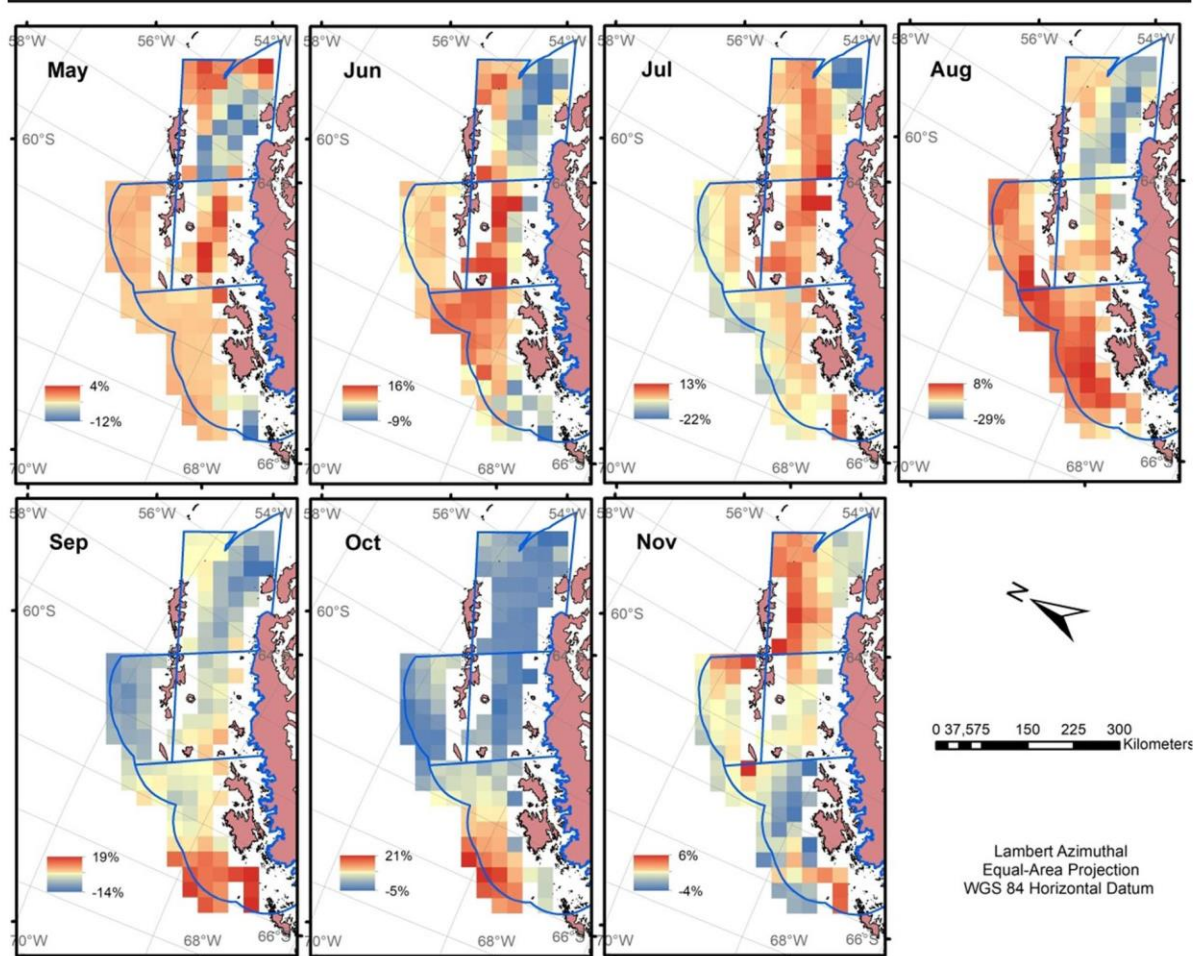 58°W 56°W 54°W
May
60°S
64°S
4%
-12%
70°W 68°W 66°S
58°W 56°W 54°W
Jun
60°S
16%
-9%
70°W 68°W 66°S
58°W 56°W 54°W
Jul
60°S
13%
-22%
70°W 68°W 66°S
58°W 56°W 54°W
Aug
60°S
8%
-29%
70°W 68°W 66°S
58°W 56°W 54°W
Sep
60°S
19%
-14%
70°W 68°W 66°S
58°W 56°W 54°W
Oct
60°S
21%
-5%
70°W 68°W 66°S
58°W 56°W 54°W
Nov
60°S
6%
-4%
70°W 68°W 66°S
N
0 37,575 150 225 300
Kilometers
Lambert Azimuthal
Equal-Area Projection
WGS 84 Horizontal Datum